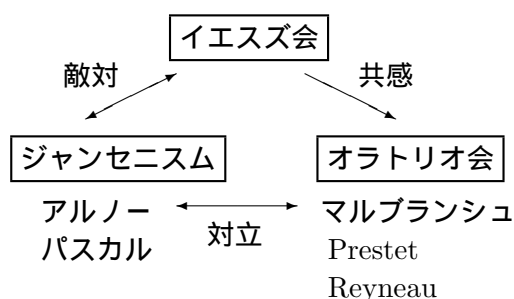 イエスズ会
敵対
共感
ジャンセニスム
オラトリオ会
アルノー
マルブランシュ
対立
パスカル
Prestet
Reyneau